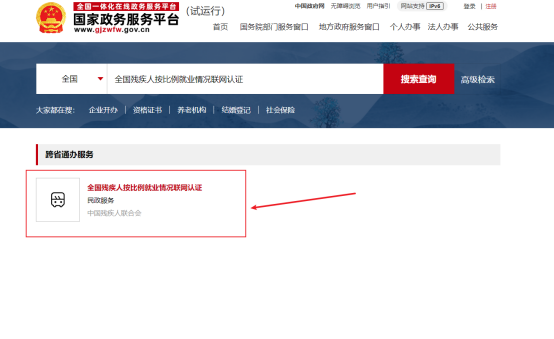 全国一体化在线政务服务平台
国家政务服务平台
(试运行)
www.gjzwfw.gov.cn
中国政府网 无障碍浏览 用户指引 网站支持 IPv6 登录 | 注册
首页 国务院部门服务窗口 地方政府服务窗口 个人办事 法人办事 公共服务
全国 全国残疾人按比例就业情况联网认证 搜索查询 高级检索
大家都在搜: 企业开办 | 资格证书 | 养老机构 | 结婚登记 | 社会保险
跨省通办服务
全国残疾人按比例就业情况联网认证
民政服务
中国残疾人联合会